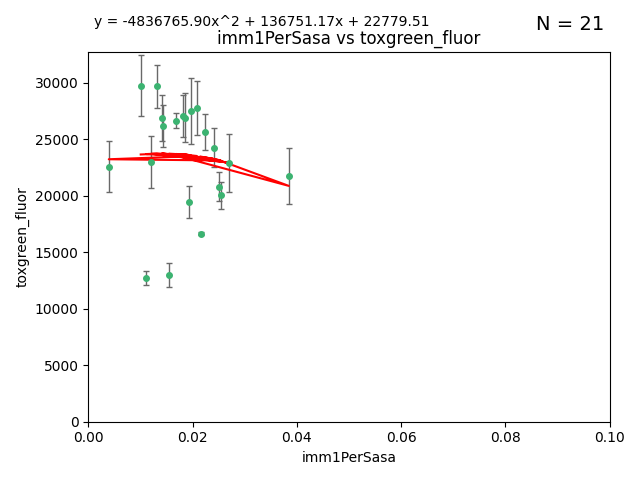 y = -4836765.90x^2 + 136751.17x + 22779.51
N = 21
imm1PerSasa vs toxgreen_fluor
30000
25000
20000
15000
10000
5000
0
toxgreen_fluor
0.00 0.02 0.04 0.06 0.08 0.10
imm1PerSasa